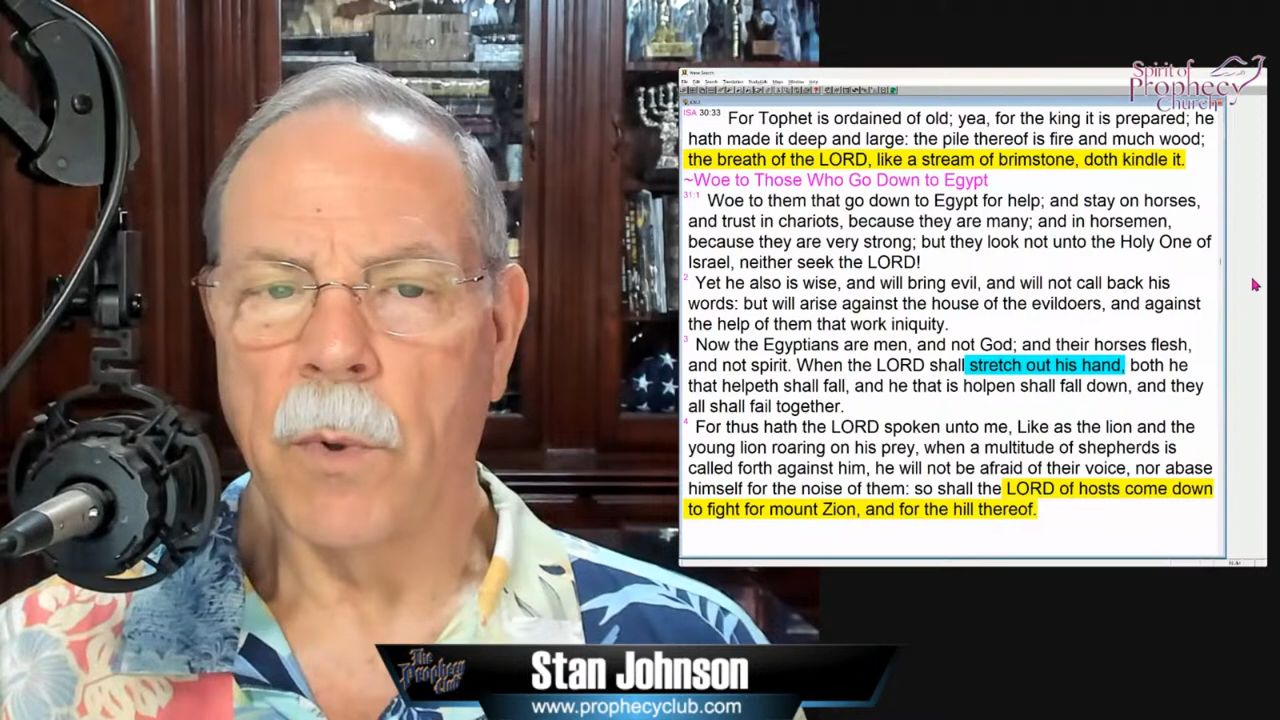 Spirit of
Prophecy
Church
ISA 30:33 For Tophet is ordained of old; yea, for the king it is prepared; he
hath made it deep and large: the pile thereof is fire and much wood;
the breath of the LORD, like a stream of brimstone, doth kindle it.
~Woe to Those Who Go Down to Egypt
31:1 Woe to them that go down to Egypt for help; and stay on horses,
and trust in chariots, because they are many; and in horsemen,
because they are very strong; but they look not unto the Holy One of
Israel, neither seek the LORD!
2 Yet he also is wise, and will bring evil, and will not call back his
words: but will arise against the house of the evildoers, and against
the help of them that work iniquity.
3 Now the Egyptians are men, and not God; and their horses flesh,
and not spirit. When the LORD shall stretch out his hand, both he
that helpeth shall fall, and he that is holpen shall fall down, and they
all shall fail together.
4 For thus hath the LORD spoken unto me, Like as the lion and the
young lion roaring on his prey, when a multitude of shepherds is
called forth against him, he will not be afraid of their voice, nor abase
himself for the noise of them: so shall the LORD of hosts come down
to fight for mount Zion, and for the hill thereof.
The
Prophecy
Club
Stan Johnson
www.prophecyclub.com